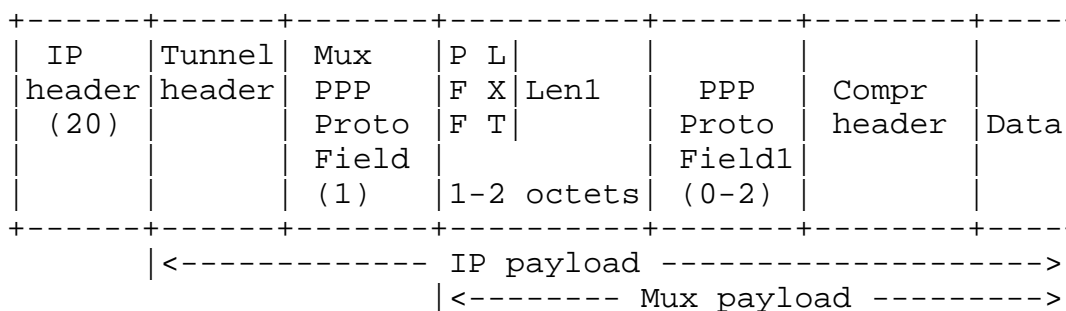 +------+-------+-------+----------+-------+--------+----
| IP   |Tunnel| Mux   |P L|      |       |        |
|header|header| PPP   |F X|Len1  |  PPP  | Compr  |
| (20) |      | Proto |F T|      | Proto | header |Data
|      |      | Field |          | Field1|        |
|      |      | (1)   |1-2 octets| (0-2) |        |
+------+-------+-------+----------+-------+--------+----
|<------------- IP payload -------------------->
|<-------- Mux payload --------->